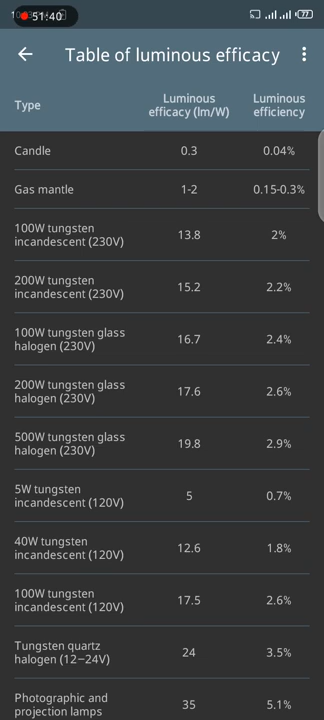 51:40
77
Table of luminous efficacy
Type
Luminous
efficacy (lm/W)
Luminous
efficiency
Candle 0.3 0.04%
Gas mantle 1-2 0.15-0.3%
100W tungsten
incandescent (230V) 13.8 2%
200W tungsten
incandescent (230V) 15.2 2.2%
100W tungsten glass
halogen (230V) 16.7 2.4%
200W tungsten glass
halogen (230V) 17.6 2.6%
500W tungsten glass
halogen (230V) 19.8 2.9%
5W tungsten
incandescent (120V) 5 0.7%
40W tungsten
incandescent (120V) 12.6 1.8%
100W tungsten
incandescent (120V) 17.5 2.6%
Tungsten quartz
halogen (12−24V) 24 3.5%
Photographic and
projection lamps 35 5.1%